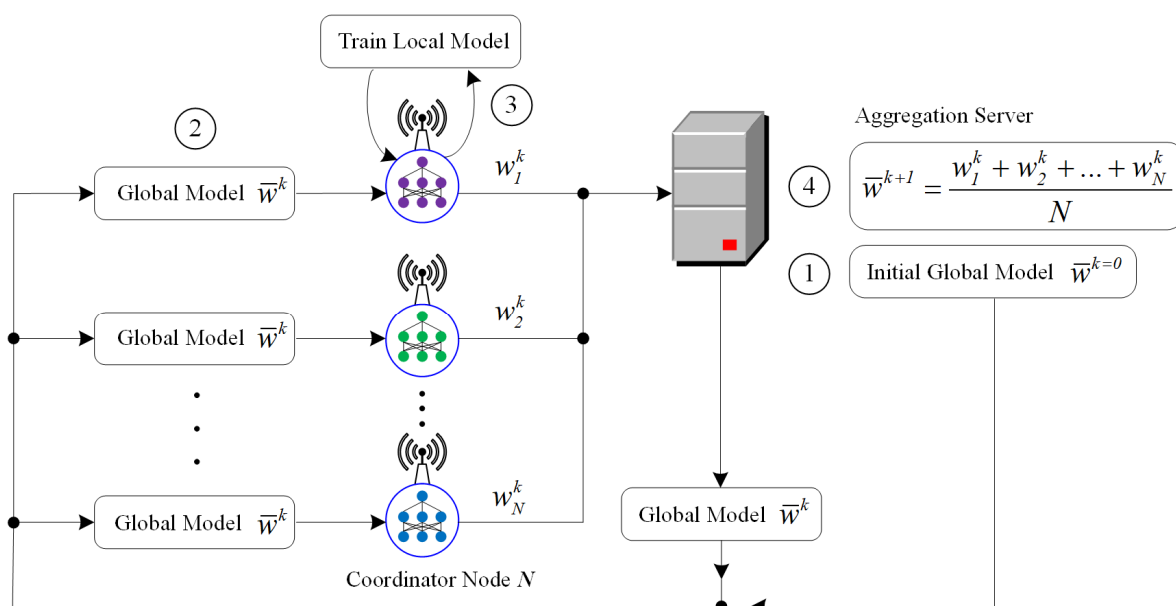 Train Local Model
3
2
Aggregation Server
Global Model w̅^k
w_1^k
4
w̅^{k+1} = (w_1^k + w_2^k + ... + w_N^k) / N
1
Initial Global Model w̅^{k=0}
w_2^k
Global Model w̅^k
w_N^k
Global Model w̅^k
Global Model w̅^k
Coordinator Node N